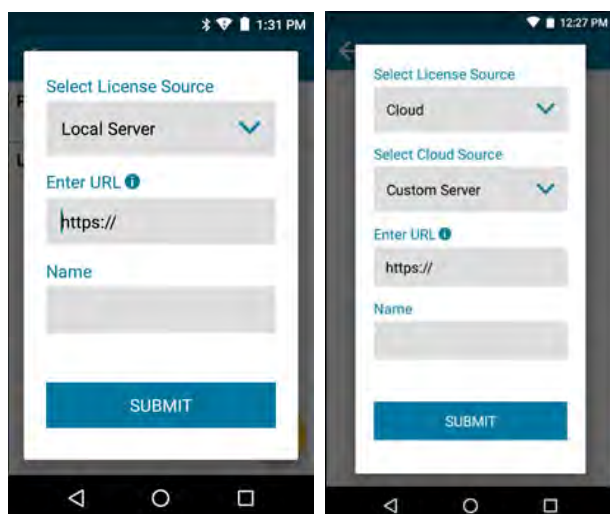 1:31 PM
Select License Source
Local Server
Enter URL
https://
Name
SUBMIT
12:27 PM
Select License Source
Cloud
Select Cloud Source
Custom Server
Enter URL
https://
Name
SUBMIT